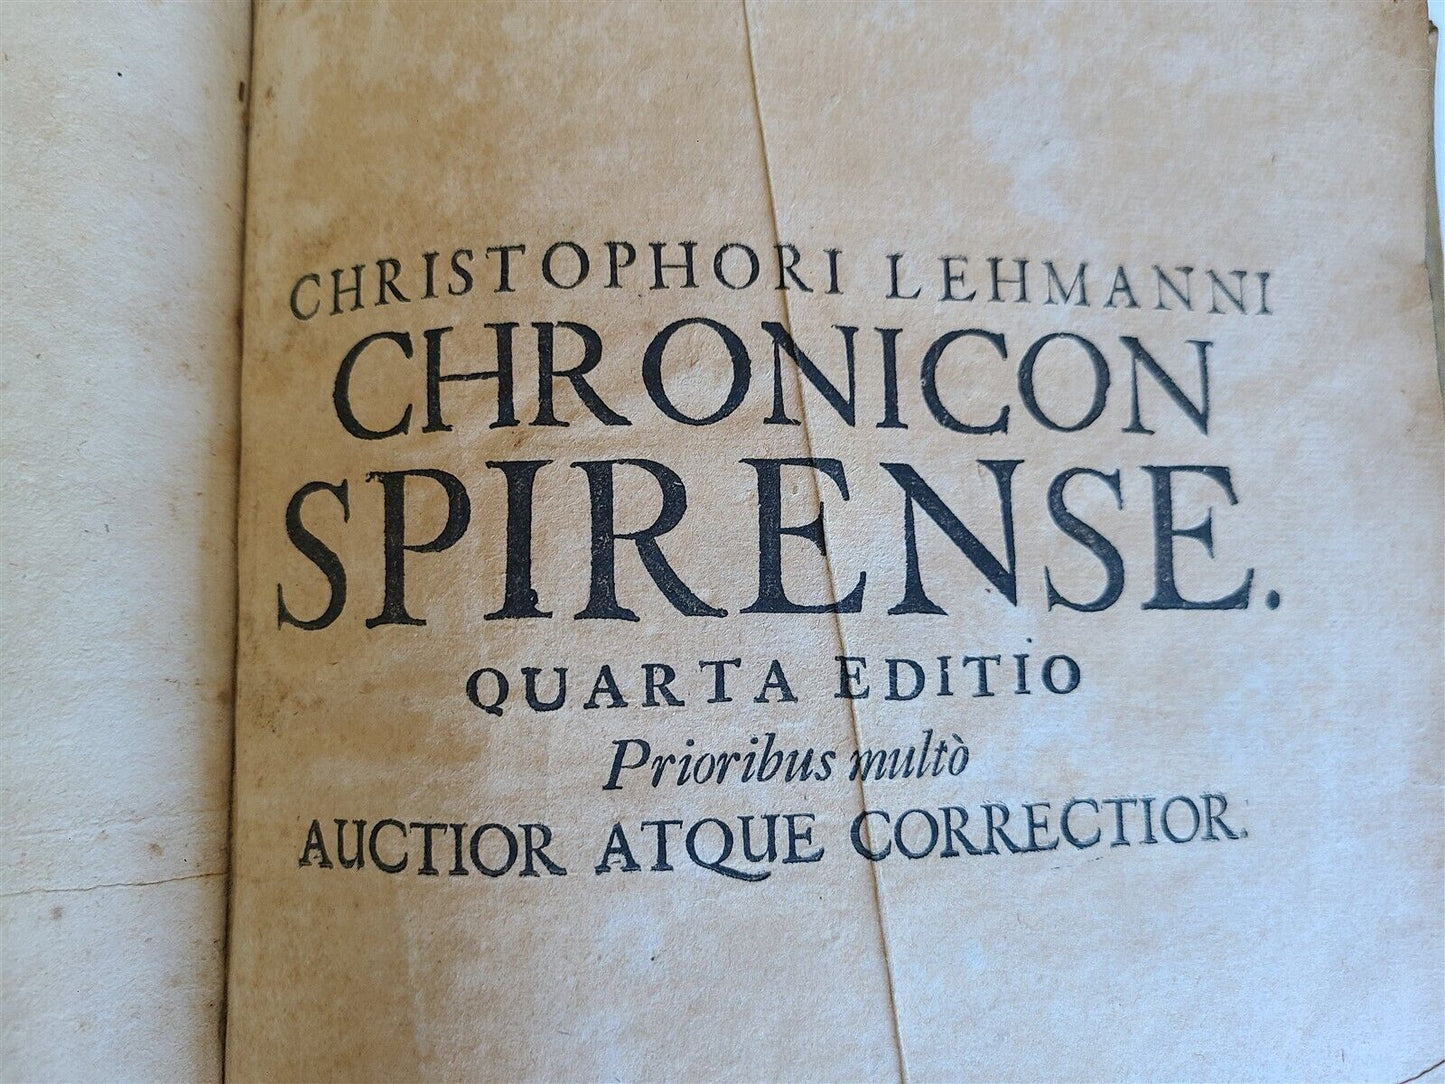 CHRISTOPHORI LEHMANNI
CHRONICON
SPIRENSE.
QUARTA EDITIO
Prioribus multò
AUCTIOR ATQUE CORRECTIOR.